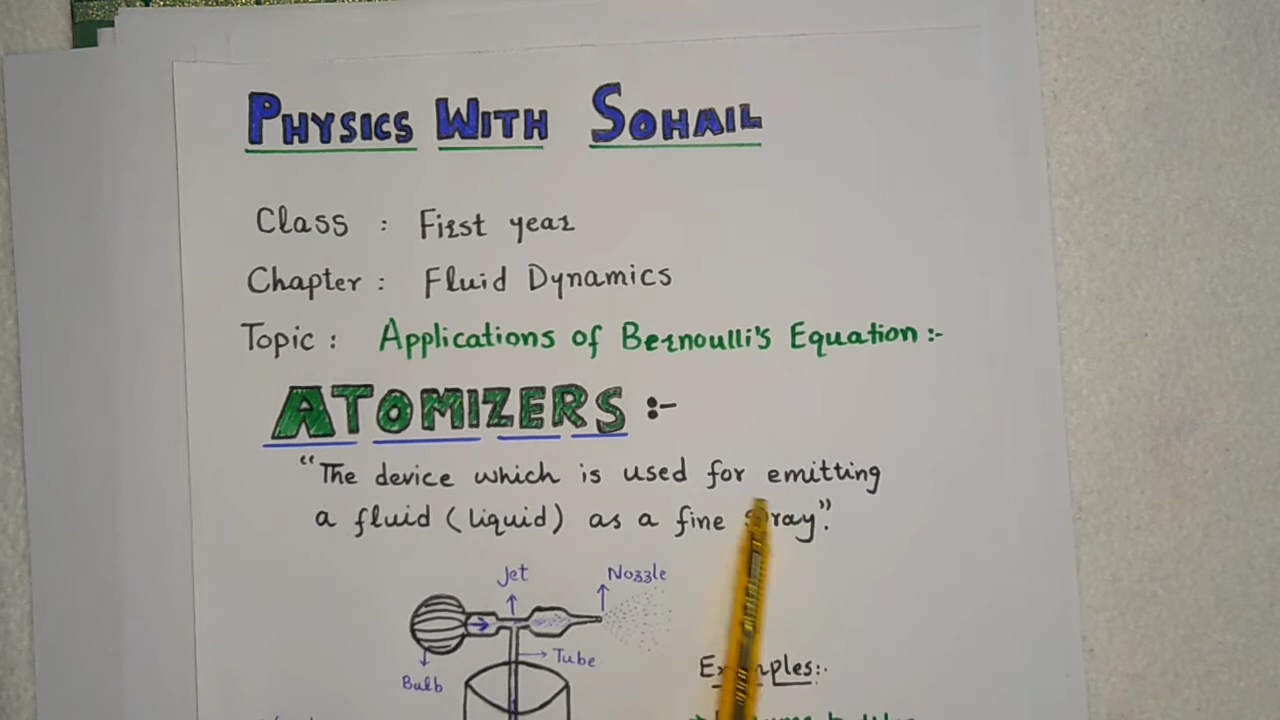 PHYSICS WITH SOHAIL
Class : First year
Chapter : Fluid Dynamics
Topic : Applications of Bernoulli's Equation :-
ATOMIZERS :-
"The device which is used for emitting
a fluid (liquid) as a fine
Jet
Nozzle
Tube
Bulb